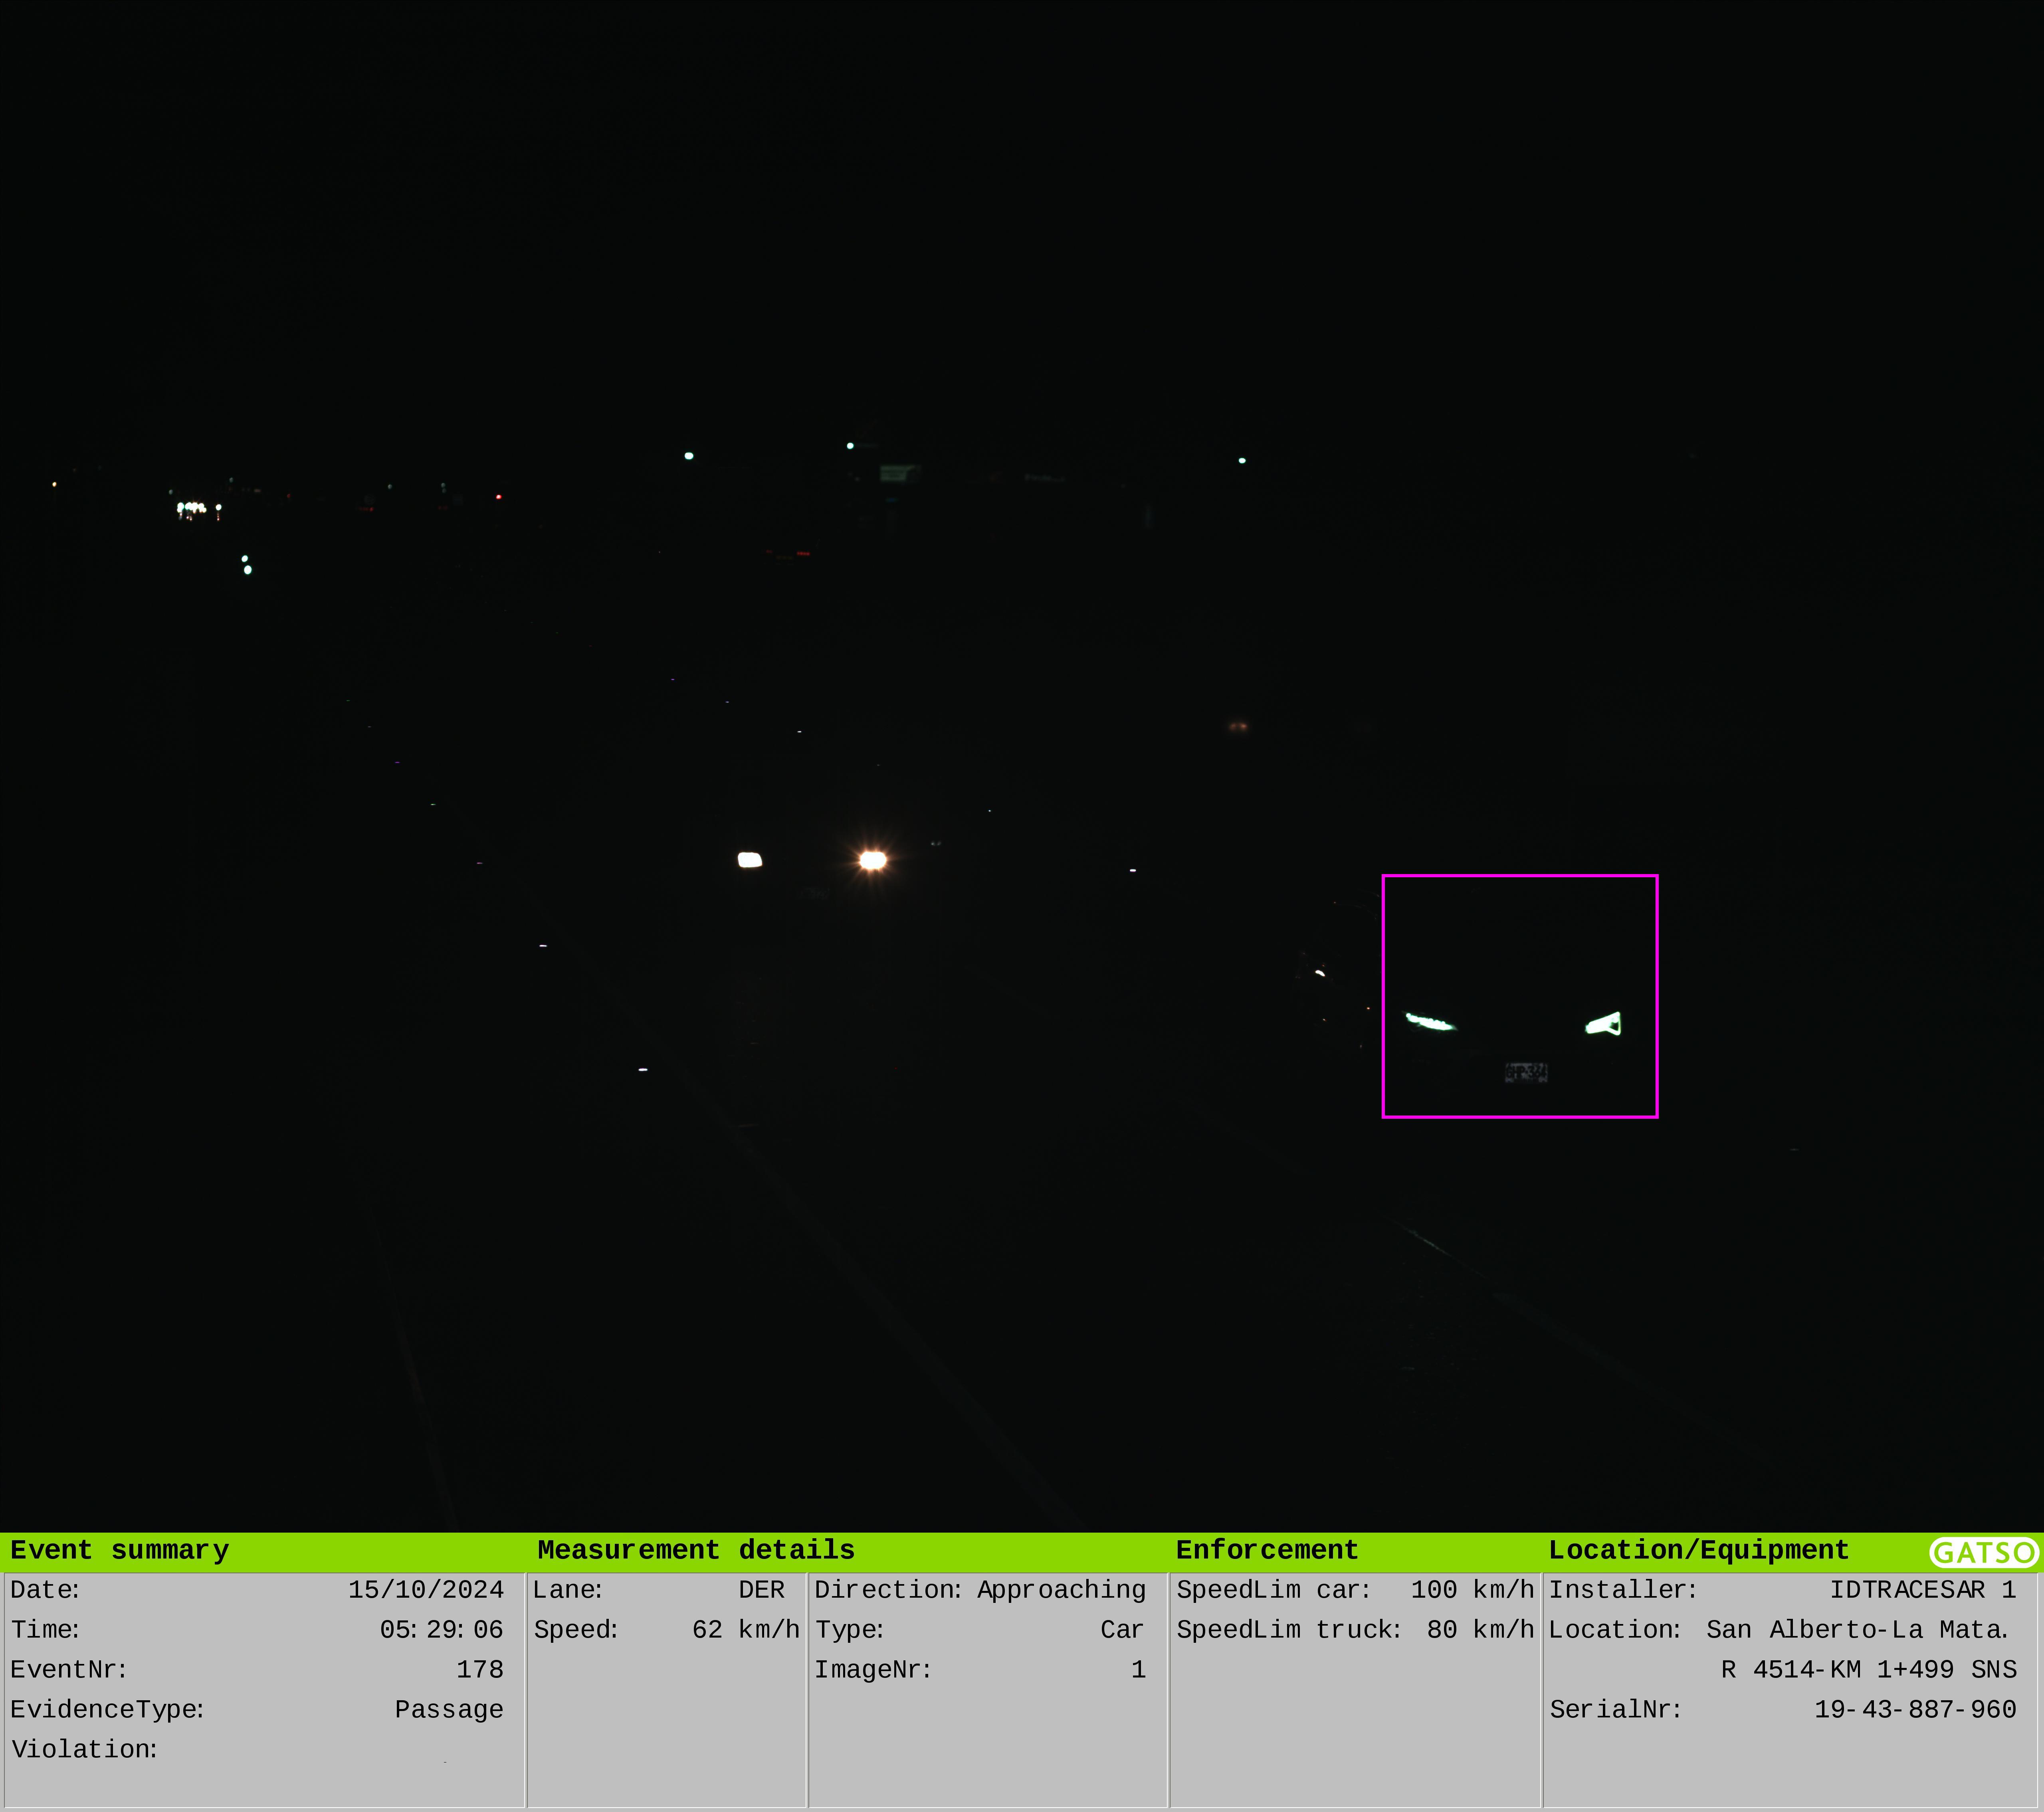 Event summary
Date: 15/10/2024
Time: 05:29:06
EventNr: 178
EvidenceType: Passage
Violation:
Measurement details
Lane: DER
Speed: 62 km/h
Direction: Approaching
Type: Car
ImageNr: 1
Enforcement
SpeedLim car: 100 km/h
SpeedLim truck: 80 km/h
Location/Equipment
GATSO
Installer: IDTRACESAR 1
Location: San Alberto-La Mata.
R 4514-KM 1+499 SNS
SerialNr: 19-43-887-960